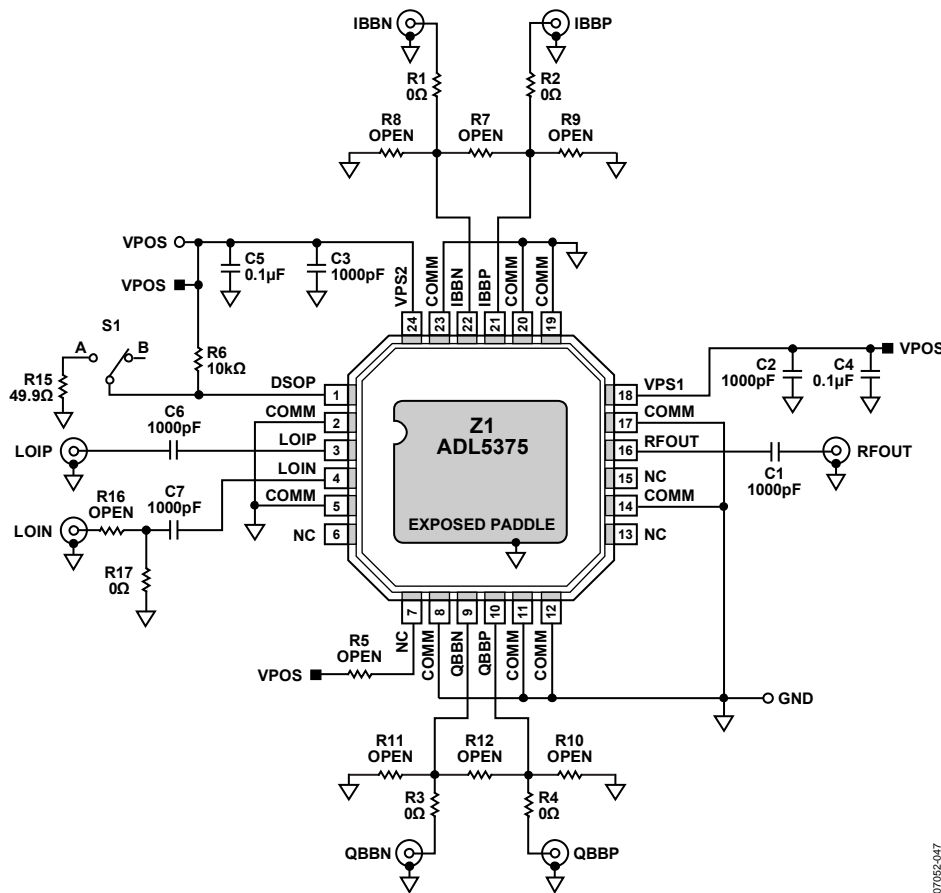 IBBN
IBBP
R1
0Ω
R2
0Ω
R8
OPEN
R7
OPEN
R9
OPEN
VPOS
C5
0.1µF
C3
1000pF
VPOS
VPS2
COMM
IBBN
IBBP
COMM
COMM
24
23
22
21
20
19
S1
A
B
R6
10kΩ
R15
49.9Ω
DSOP
1
COMM
2
C6
1000pF
LOIP
LOIP
3
LOIN
4
C7
1000pF
R16
OPEN
LOIN
COMM
5
NC
6
R17
0Ω
Z1
ADL5375
EXPOSED PADDLE
VPOS
C2
1000pF
C4
0.1µF
18
VPS1
17
COMM
16
RFOUT
RFOUT
C1
1000pF
15
NC
14
COMM
13
NC
7
8
9
10
11
12
NC
COMM
QBBN
QBBP
COMM
COMM
R5
OPEN
VPOS
GND
R11
OPEN
R12
OPEN
R10
OPEN
R3
0Ω
R4
0Ω
QBBN
QBBP
07052-047